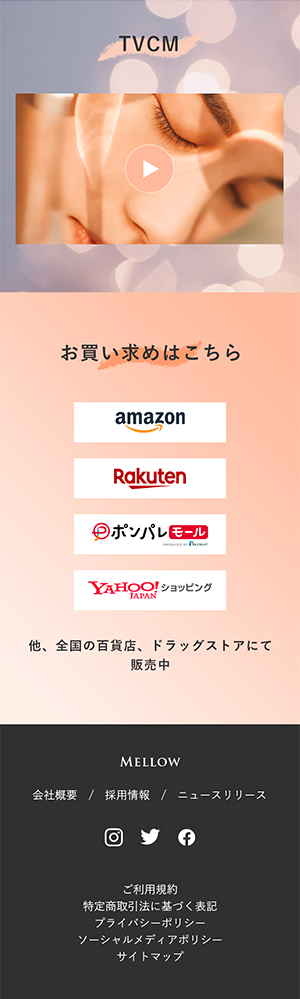 TVCM
お買い求めはこちら
amazon
Rakuten
ポンパレモール
PRODUCED BY RECRUIT
YAHOO! JAPAN ショッピング
他、全国の百貨店、ドラッグストアにて
販売中
MELLOW
会社概要 / 採用情報 / ニュースリリース
ご利用規約
特定商取引法に基づく表記
プライバシーポリシー
ソーシャルメディアポリシー
サイトマップ